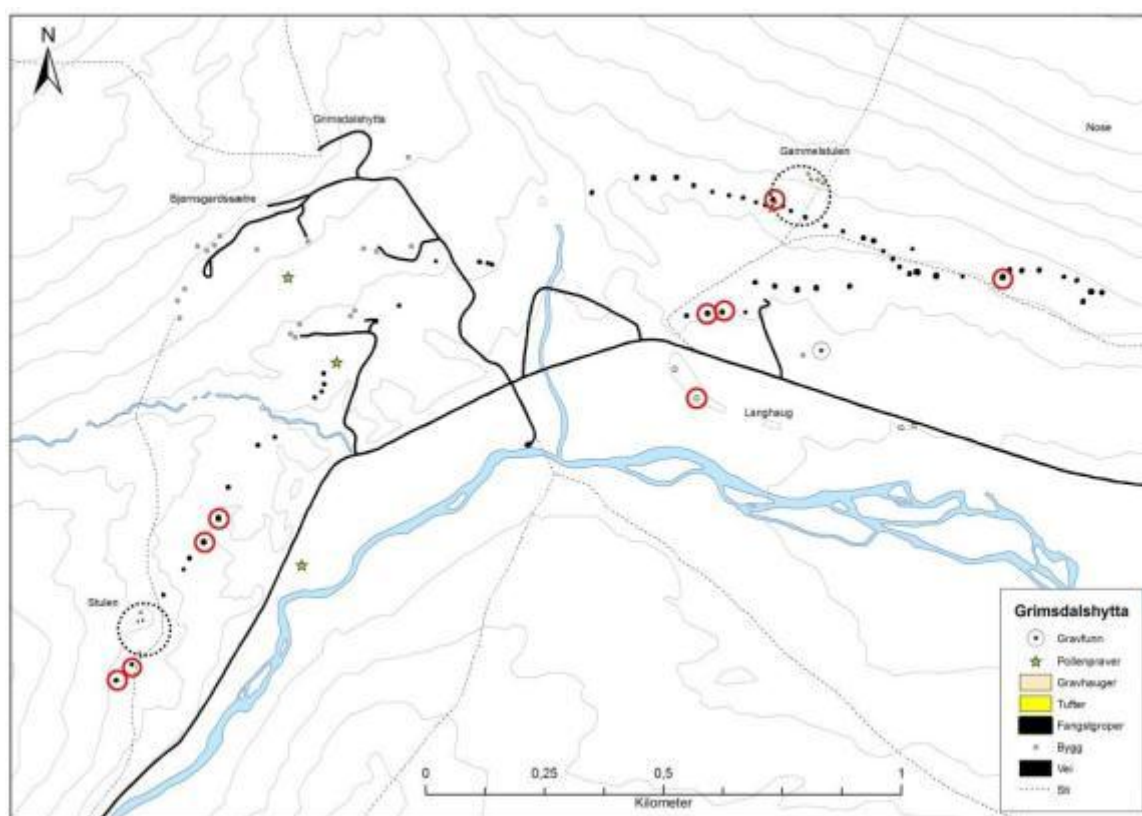 N
Grimsdalshytta
Nose
Gammelstulen
Bjørnsgardssætre
Langhaug
Stulen
Grimsdalshytta
Gravfunn
Pollenprøver
Gravhauger
Tufter
Fangstgroper
Bygg
Vei
Sti
0 0,25 0,5 1
Kilometer